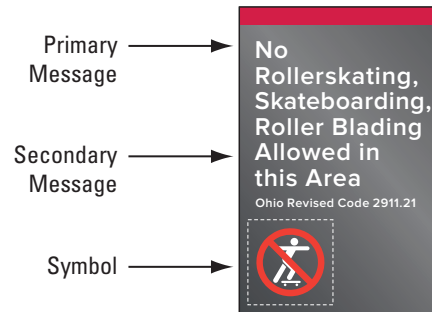 Primary
Message
No
Rollerskating,
Skateboarding,
Roller Blading
Allowed in
this Area
Secondary
Message
Ohio Revised Code 2911.21
Symbol